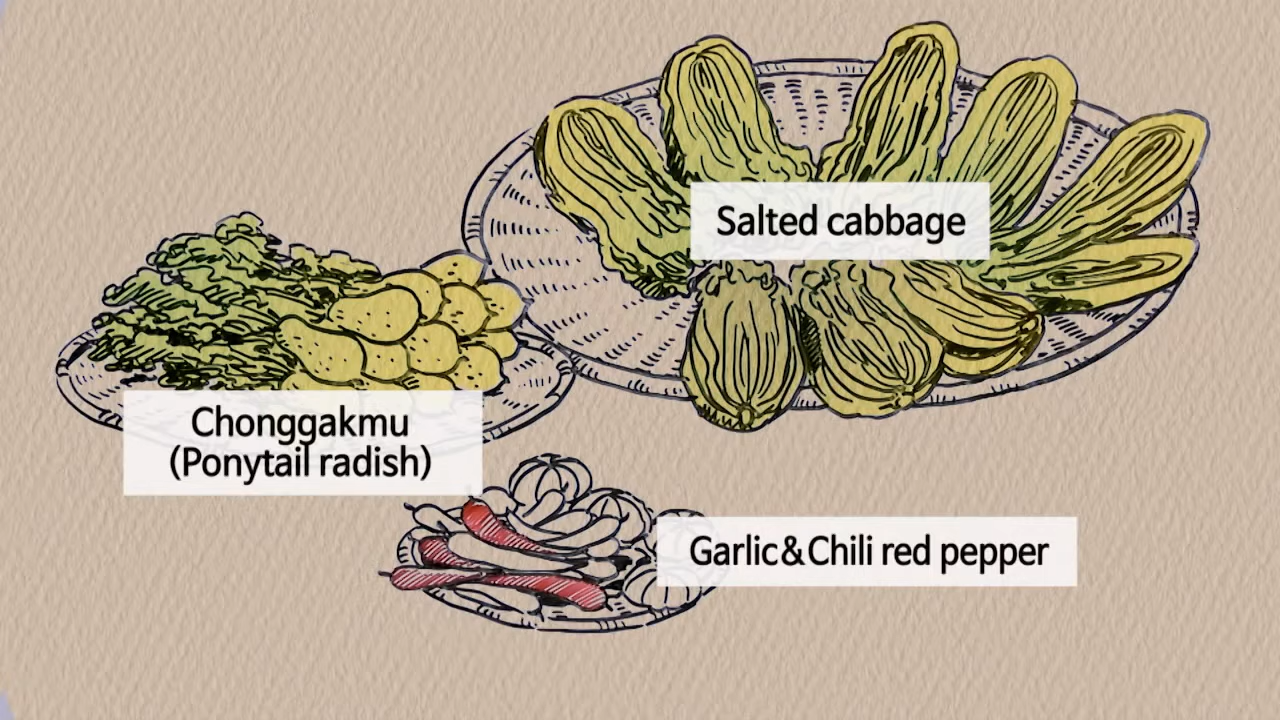 Salted cabbage
Chonggakmu
(Ponytail radish)
Garlic&Chili red pepper